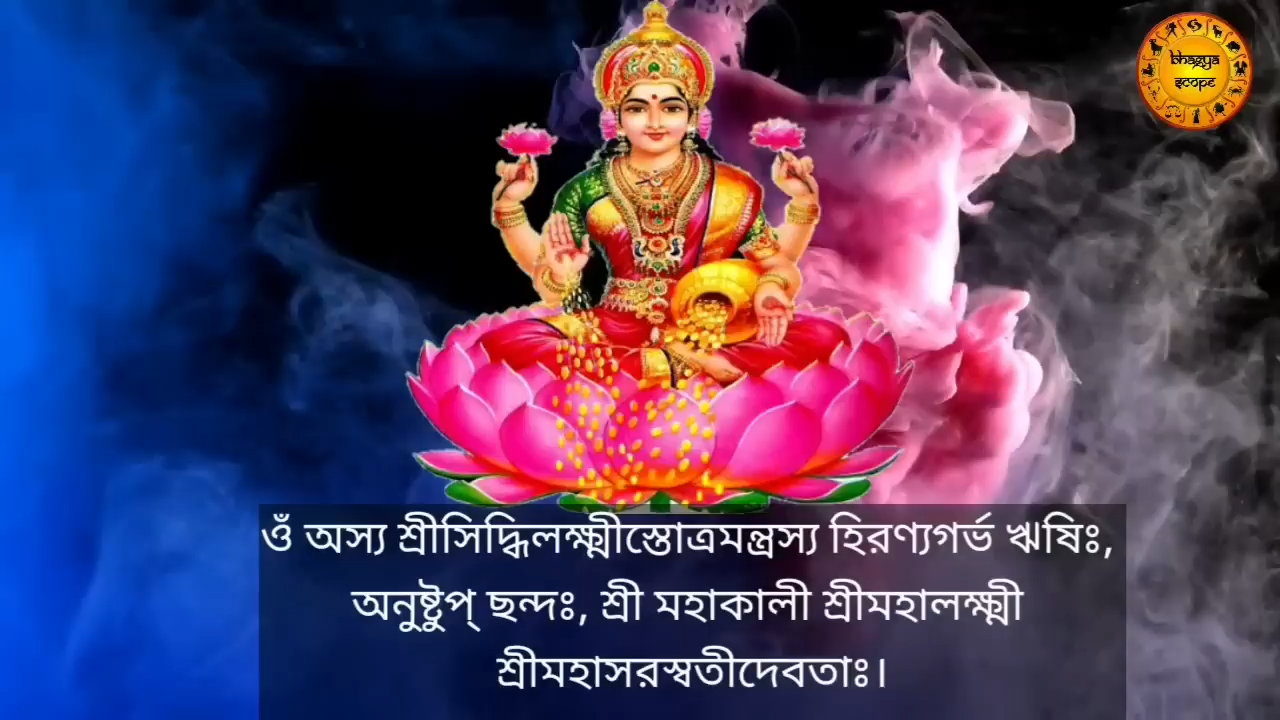 bhagya
scope
ওঁ অস্য শ্রীসিদ্ধিলক্ষ্মীস্তোত্রমন্ত্রস্য হিরণ্যগর্ভ ঋষিঃ,
অনুষ্টুপ্ ছন্দঃ, শ্রী মহাকালী শ্রীমহালক্ষ্মী
শ্রীমহাসরস্বতীদেবতাঃ।